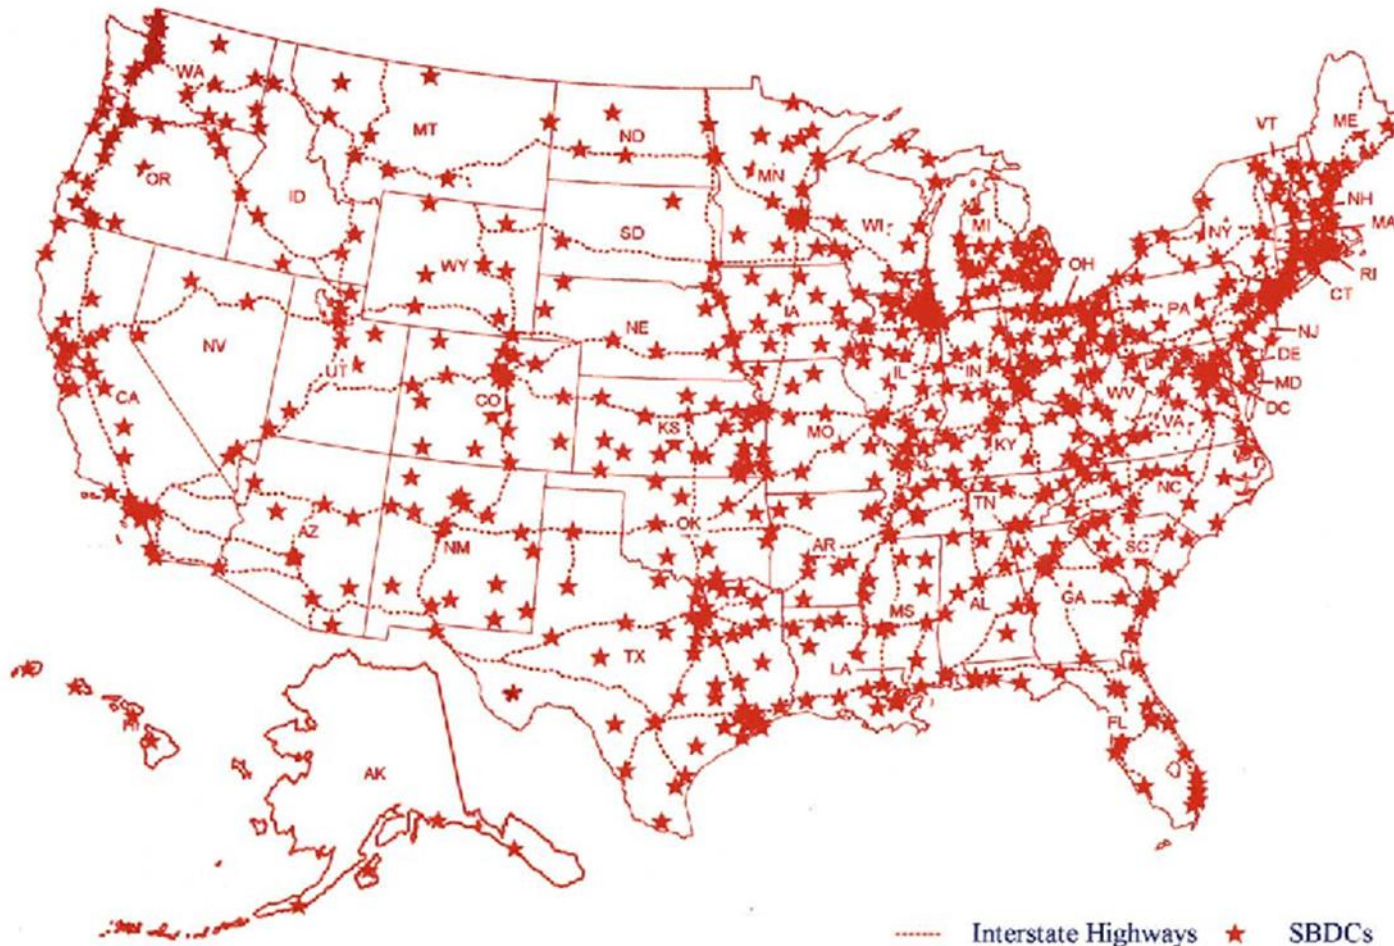 WA
MT
ND
MN
VT
ME
OR
ID
SD
WI
MI
NY
NH
MA
WY
OH
RI
CT
PA
NV
NE
IA
NJ
UT
CO
IL
IN
DE
MD
CA
KS
MO
WV
VA
DC
KY
AZ
NM
OK
AR
TN
NC
SC
MS
AL
GA
TX
LA
FL
HI
AK
Interstate Highways ★ SBDCs